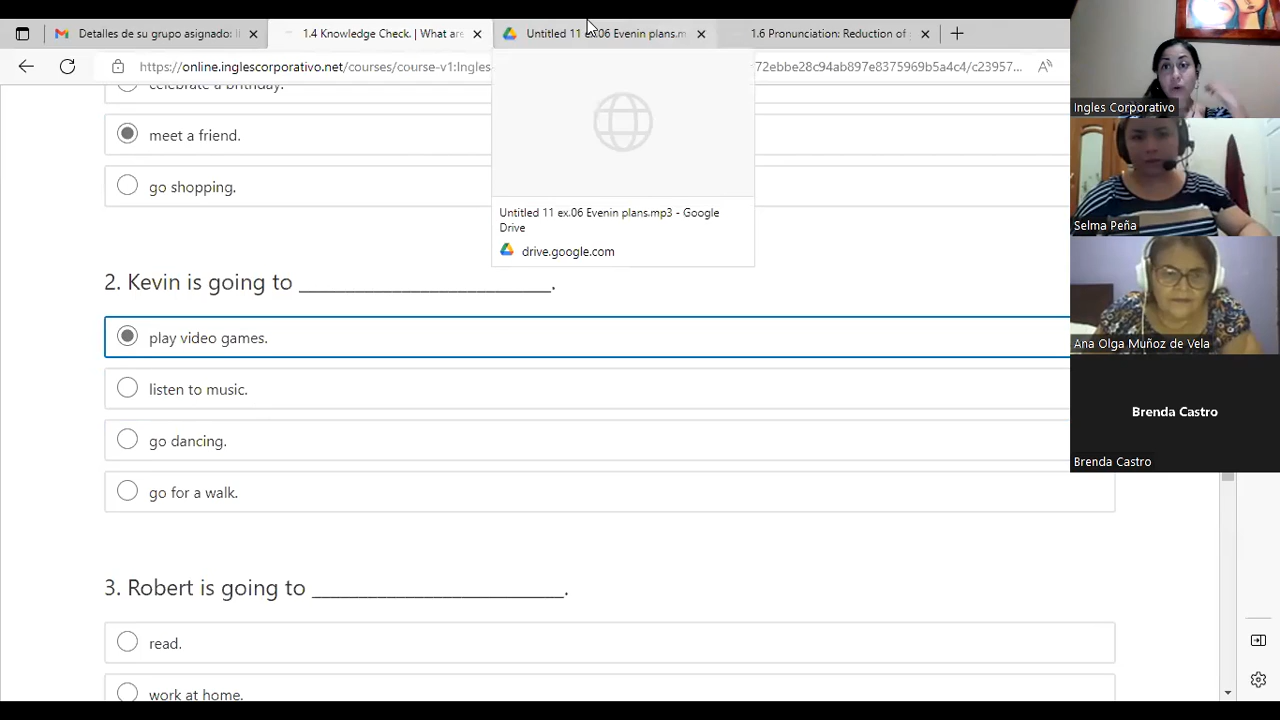 Detalles de su grupo asignado: I
1.4 Knowledge Check. | What are
Untitled 11 ex.06 Evenin plans.m
1.6 Pronunciation: Reduction of
https://online.inglescorporativo.net/courses/course-v1:Ingles
72ebbe28c94ab897e8375969b5a4c4/c23957...
celebrate a brithday.
meet a friend.
go shopping.
Untitled 11 ex.06 Evenin plans.mp3 - Google
Drive
drive.google.com
2. Kevin is going to ________________________.
play video games.
listen to music.
go dancing.
go for a walk.
3. Robert is going to ________________________.
read.
work at home.
Ingles Corporativo
Selma Peña
Ana Olga Muñoz de Vela
Brenda Castro
Brenda Castro